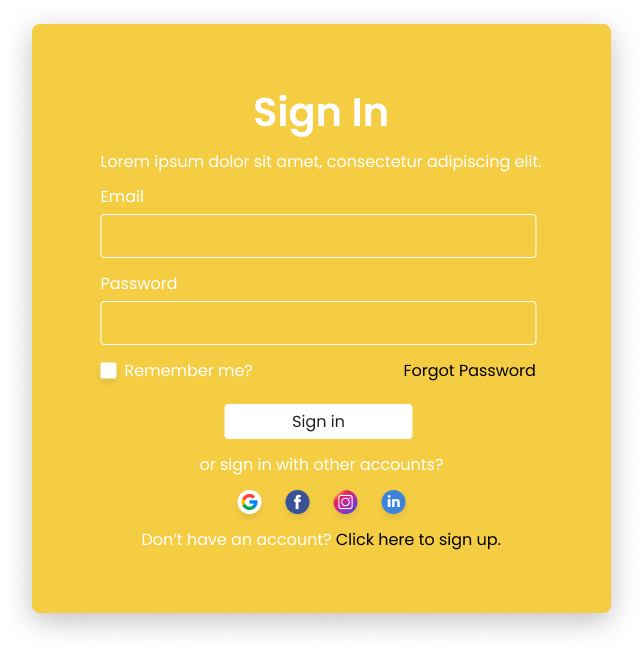 Sign In
Lorem ipsum dolor sit amet, consectetur adipiscing elit.
Email
Password
Remember me? Forgot Password
Sign in
or sign in with other accounts?
G f in
Don’t have an account? Click here to sign up.